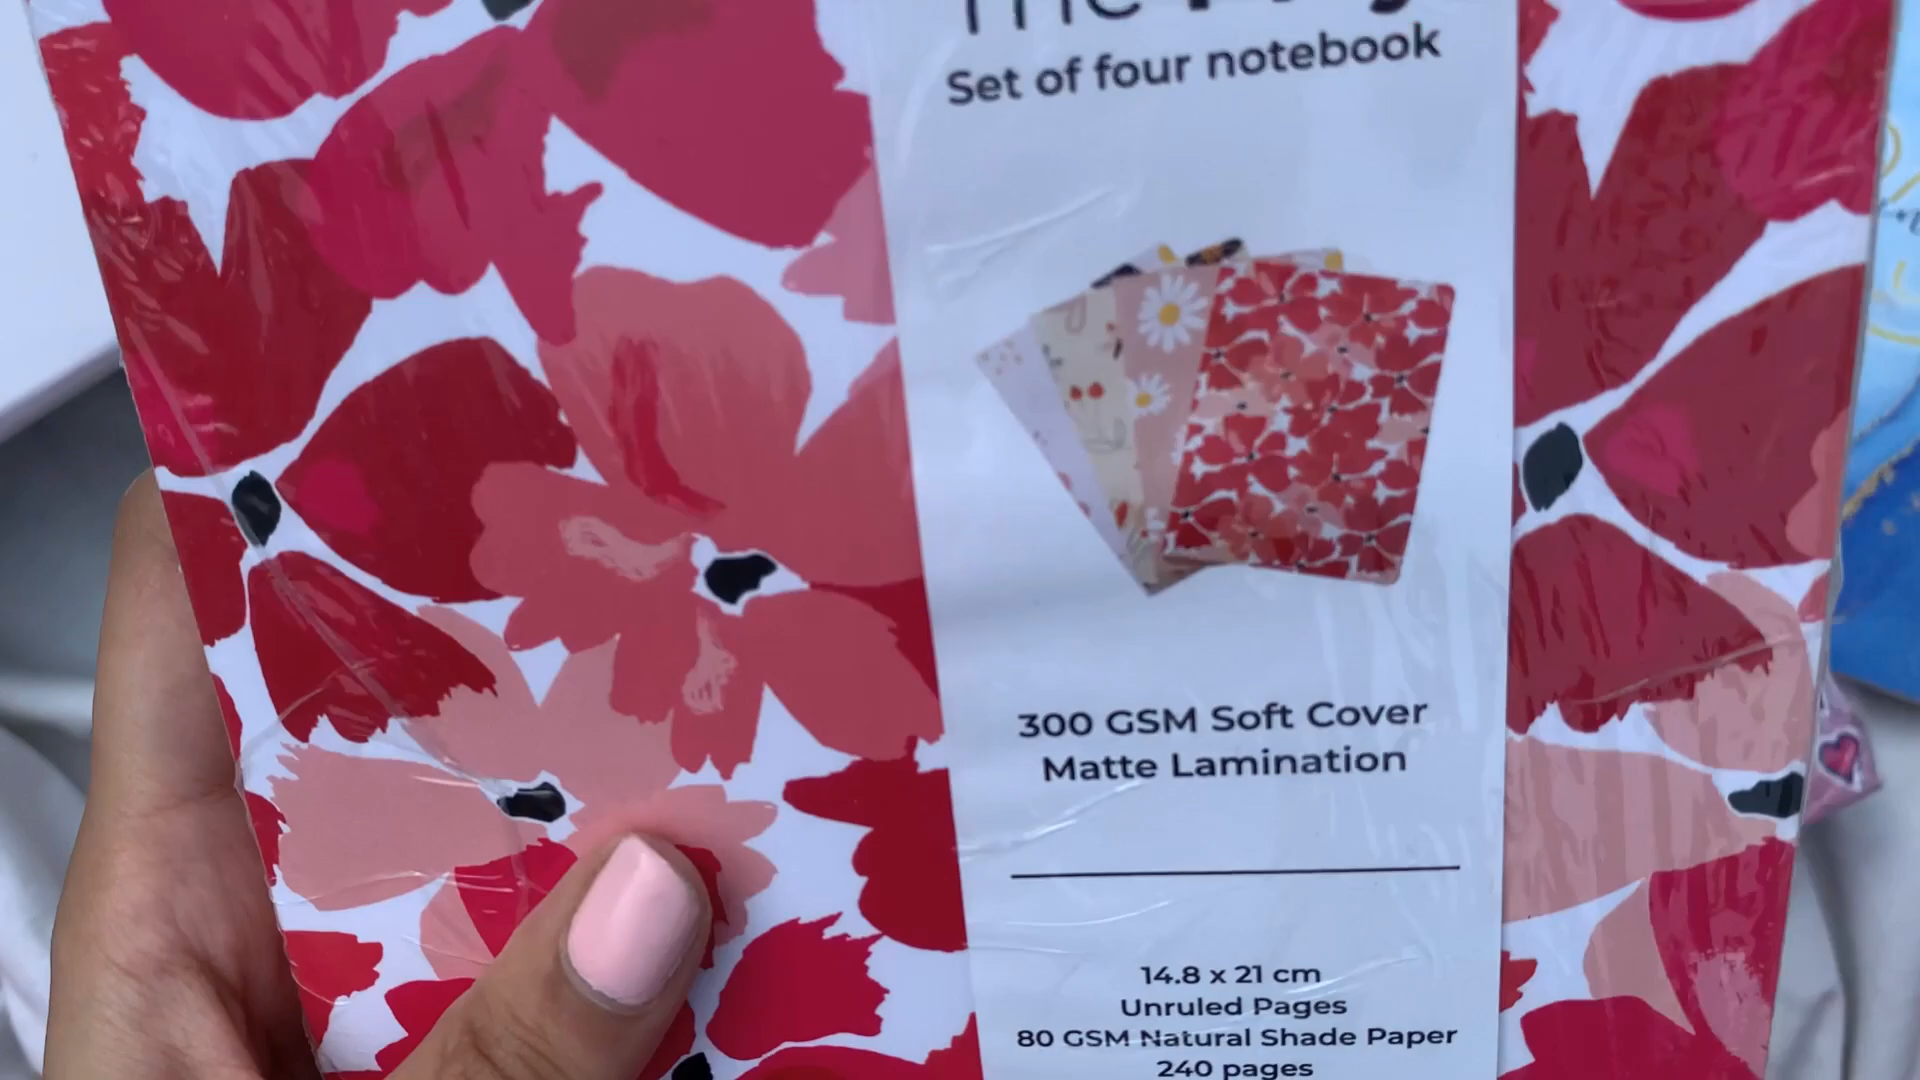 The
Set of four notebook
300 GSM Soft Cover
Matte Lamination
14.8 x 21 cm
Unruled Pages
80 GSM Natural Shade Paper
240 pages